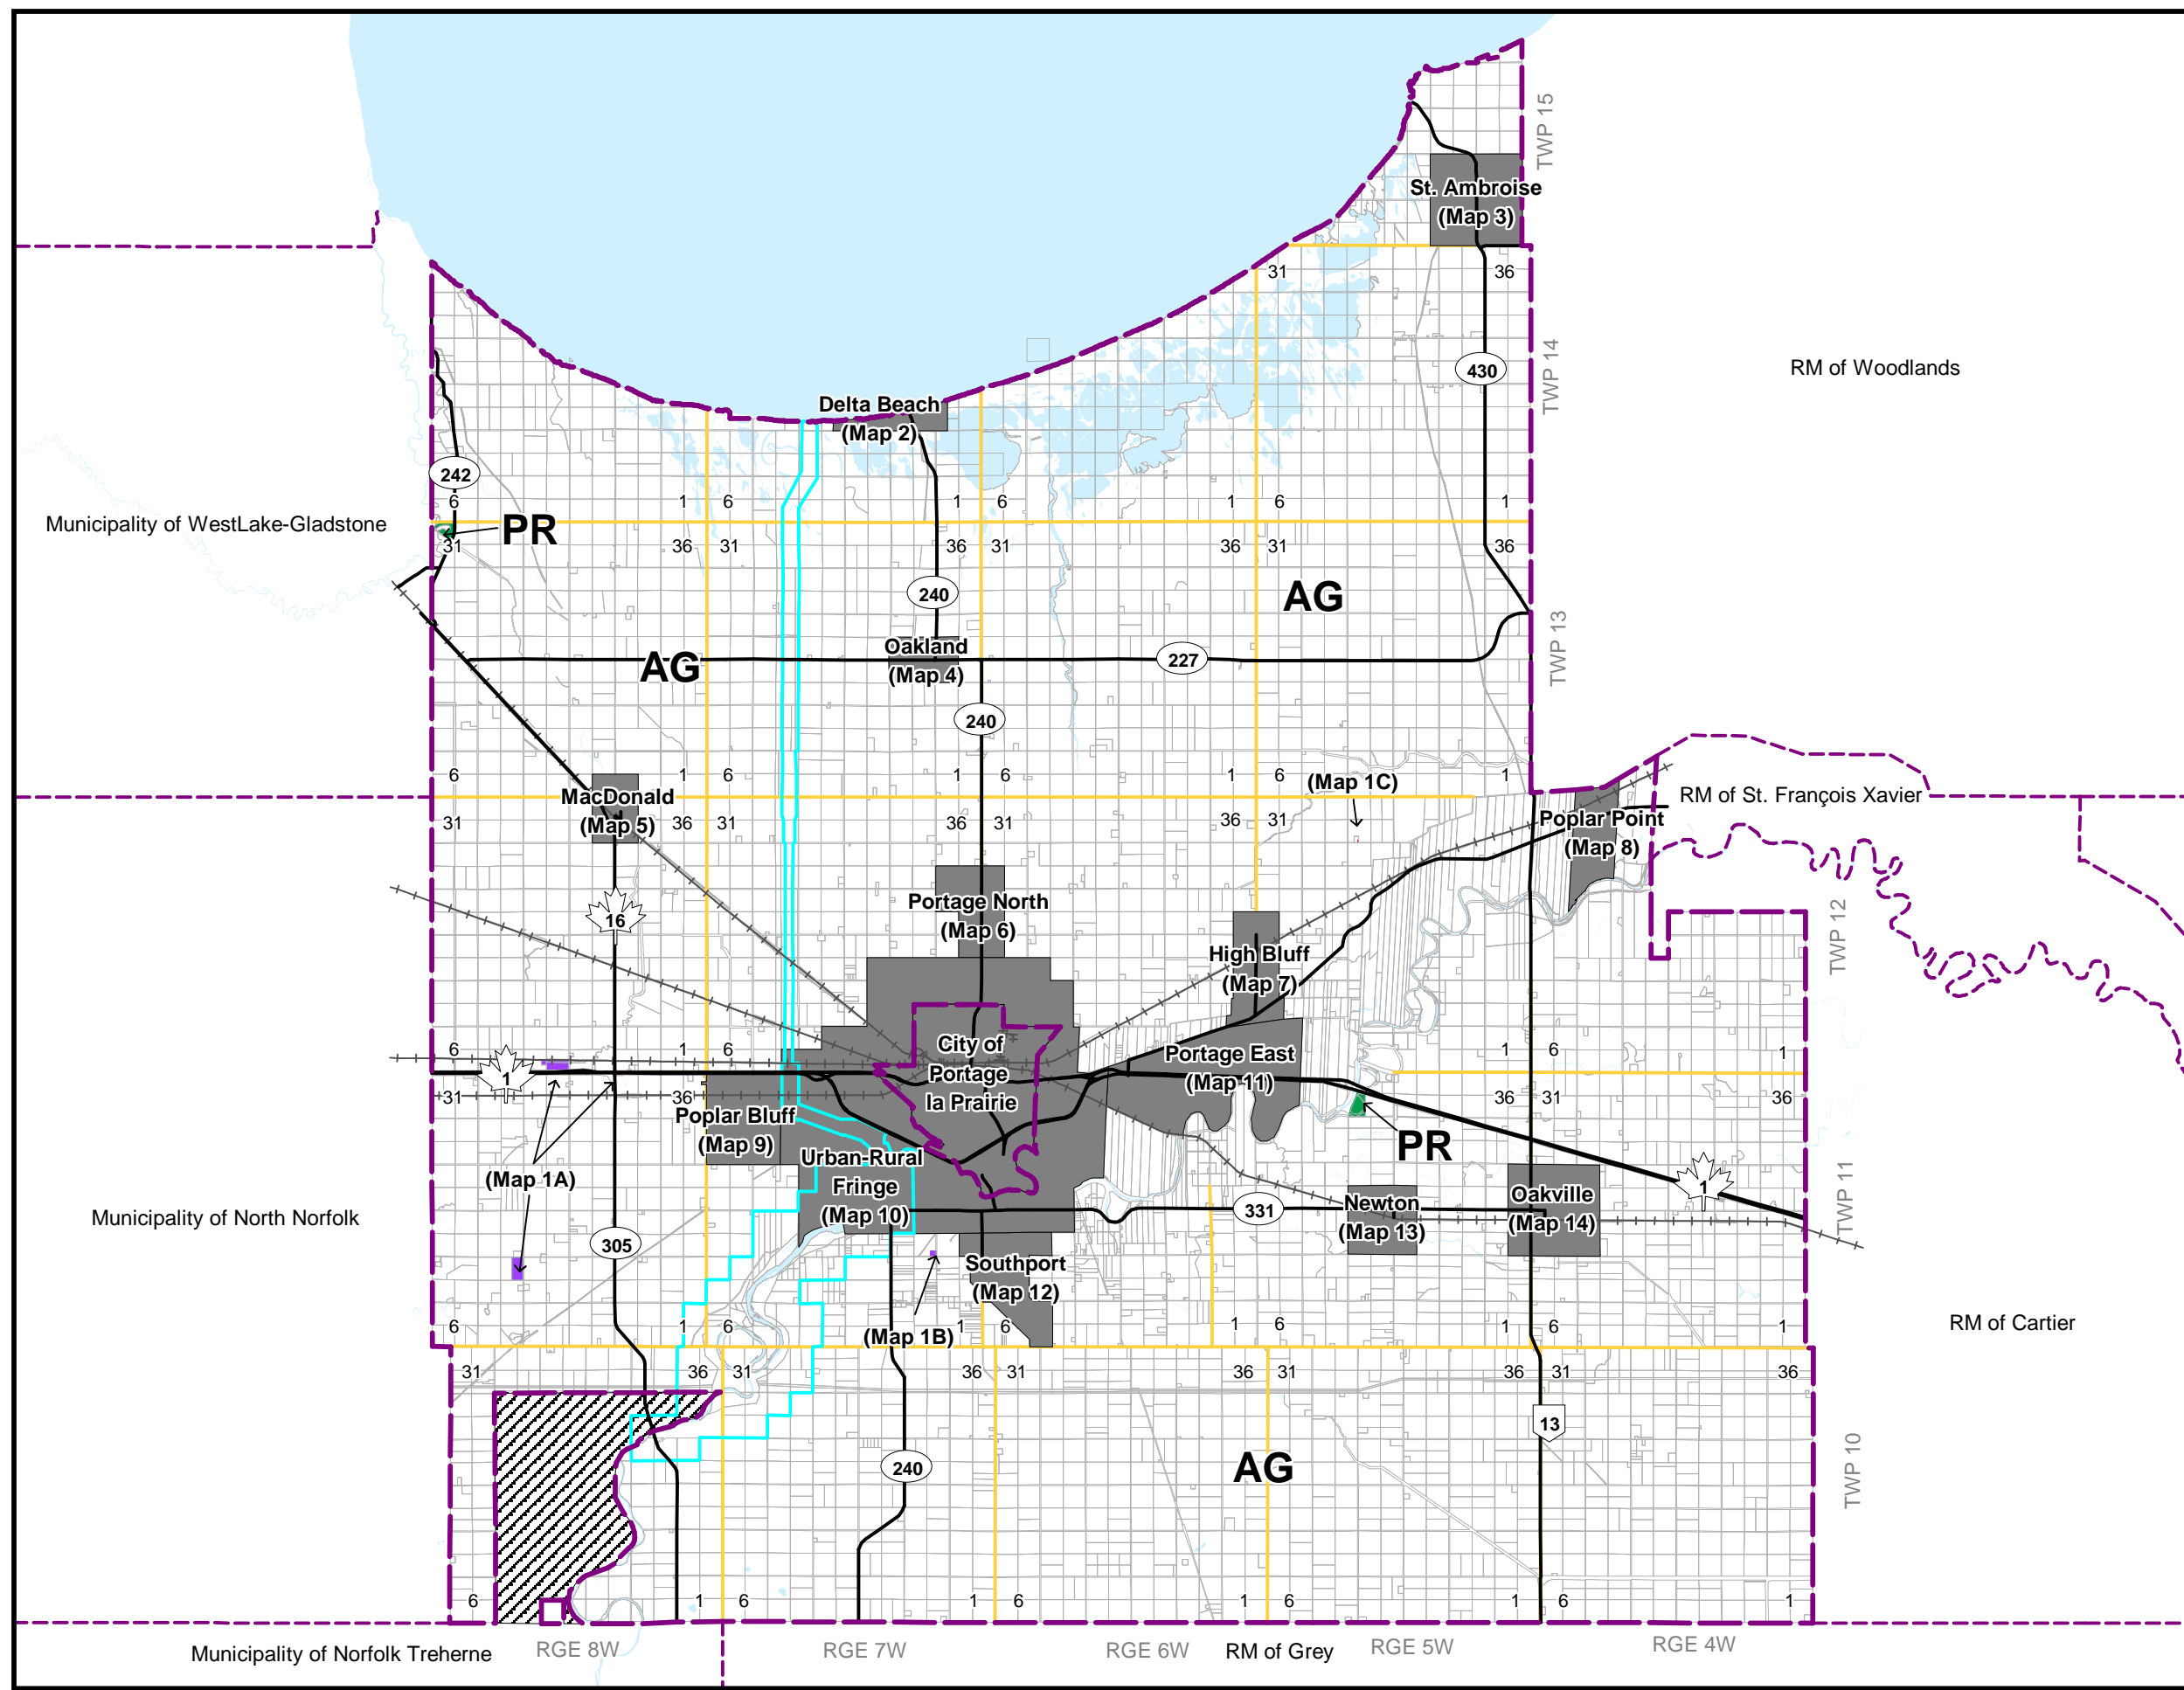 TWP 15
St. Ambroise
(Map 3)
31
36
TWP 14
430
RM of Woodlands
Delta Beach
(Map 2)
242
6
1
6
1
6
1
6
1
Municipality of WestLake-Gladstone
PR
31
36
31
36
31
36
31
36
240
AG
Oakland
(Map 4)
227
AG
TWP 13
240
6
1
6
1
6
1
6
1
(Map 1C)
MacDonald
(Map 5)
RM of St. François Xavier
31
36
31
36
31
36
31
Poplar Point
(Map 8)
16
Portage North
(Map 6)
TWP 12
High Bluff
(Map 7)
6
1
6
City of
Portage
la Prairie
Portage East
(Map 11)
1
6
1
1
31
36
36
31
36
Poplar Bluff
(Map 9)
PR
Urban-Rural
Fringe
(Map 10)
(Map 1A)
1
TWP 11
Municipality of North Norfolk
331
Newton
(Map 13)
Oakville
(Map 14)
305
Southport
(Map 12)
(Map 1B)
6
1
6
1
6
1
6
1
6
1
RM of Cartier
31
36
31
36
31
36
31
36
31
36
13
240
AG
TWP 10
6
1
6
1
6
1
6
1
6
1
Municipality of Norfolk Treherne
RGE 8W
RGE 7W
RGE 6W
RM of Grey
RGE 5W
RGE 4W